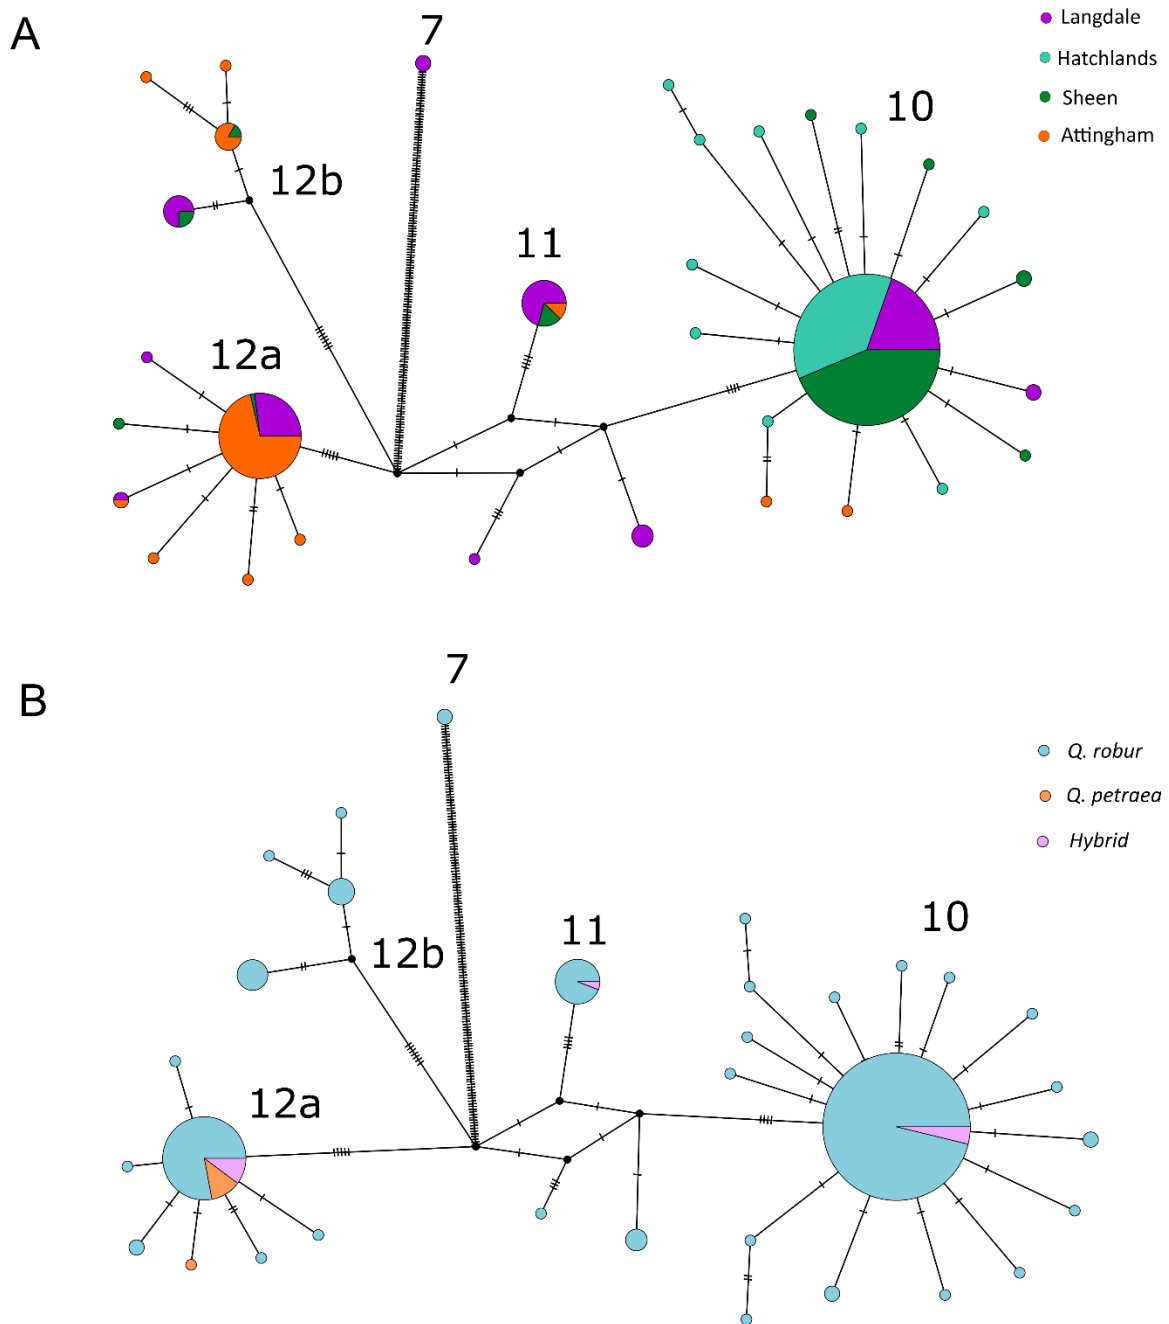 A
7
Langdale
Hatchlands
Sheen
Attingham
10
12b
11
12a
B
7
Q. robur
Q. petraea
Hybrid
10
11
12b
12a